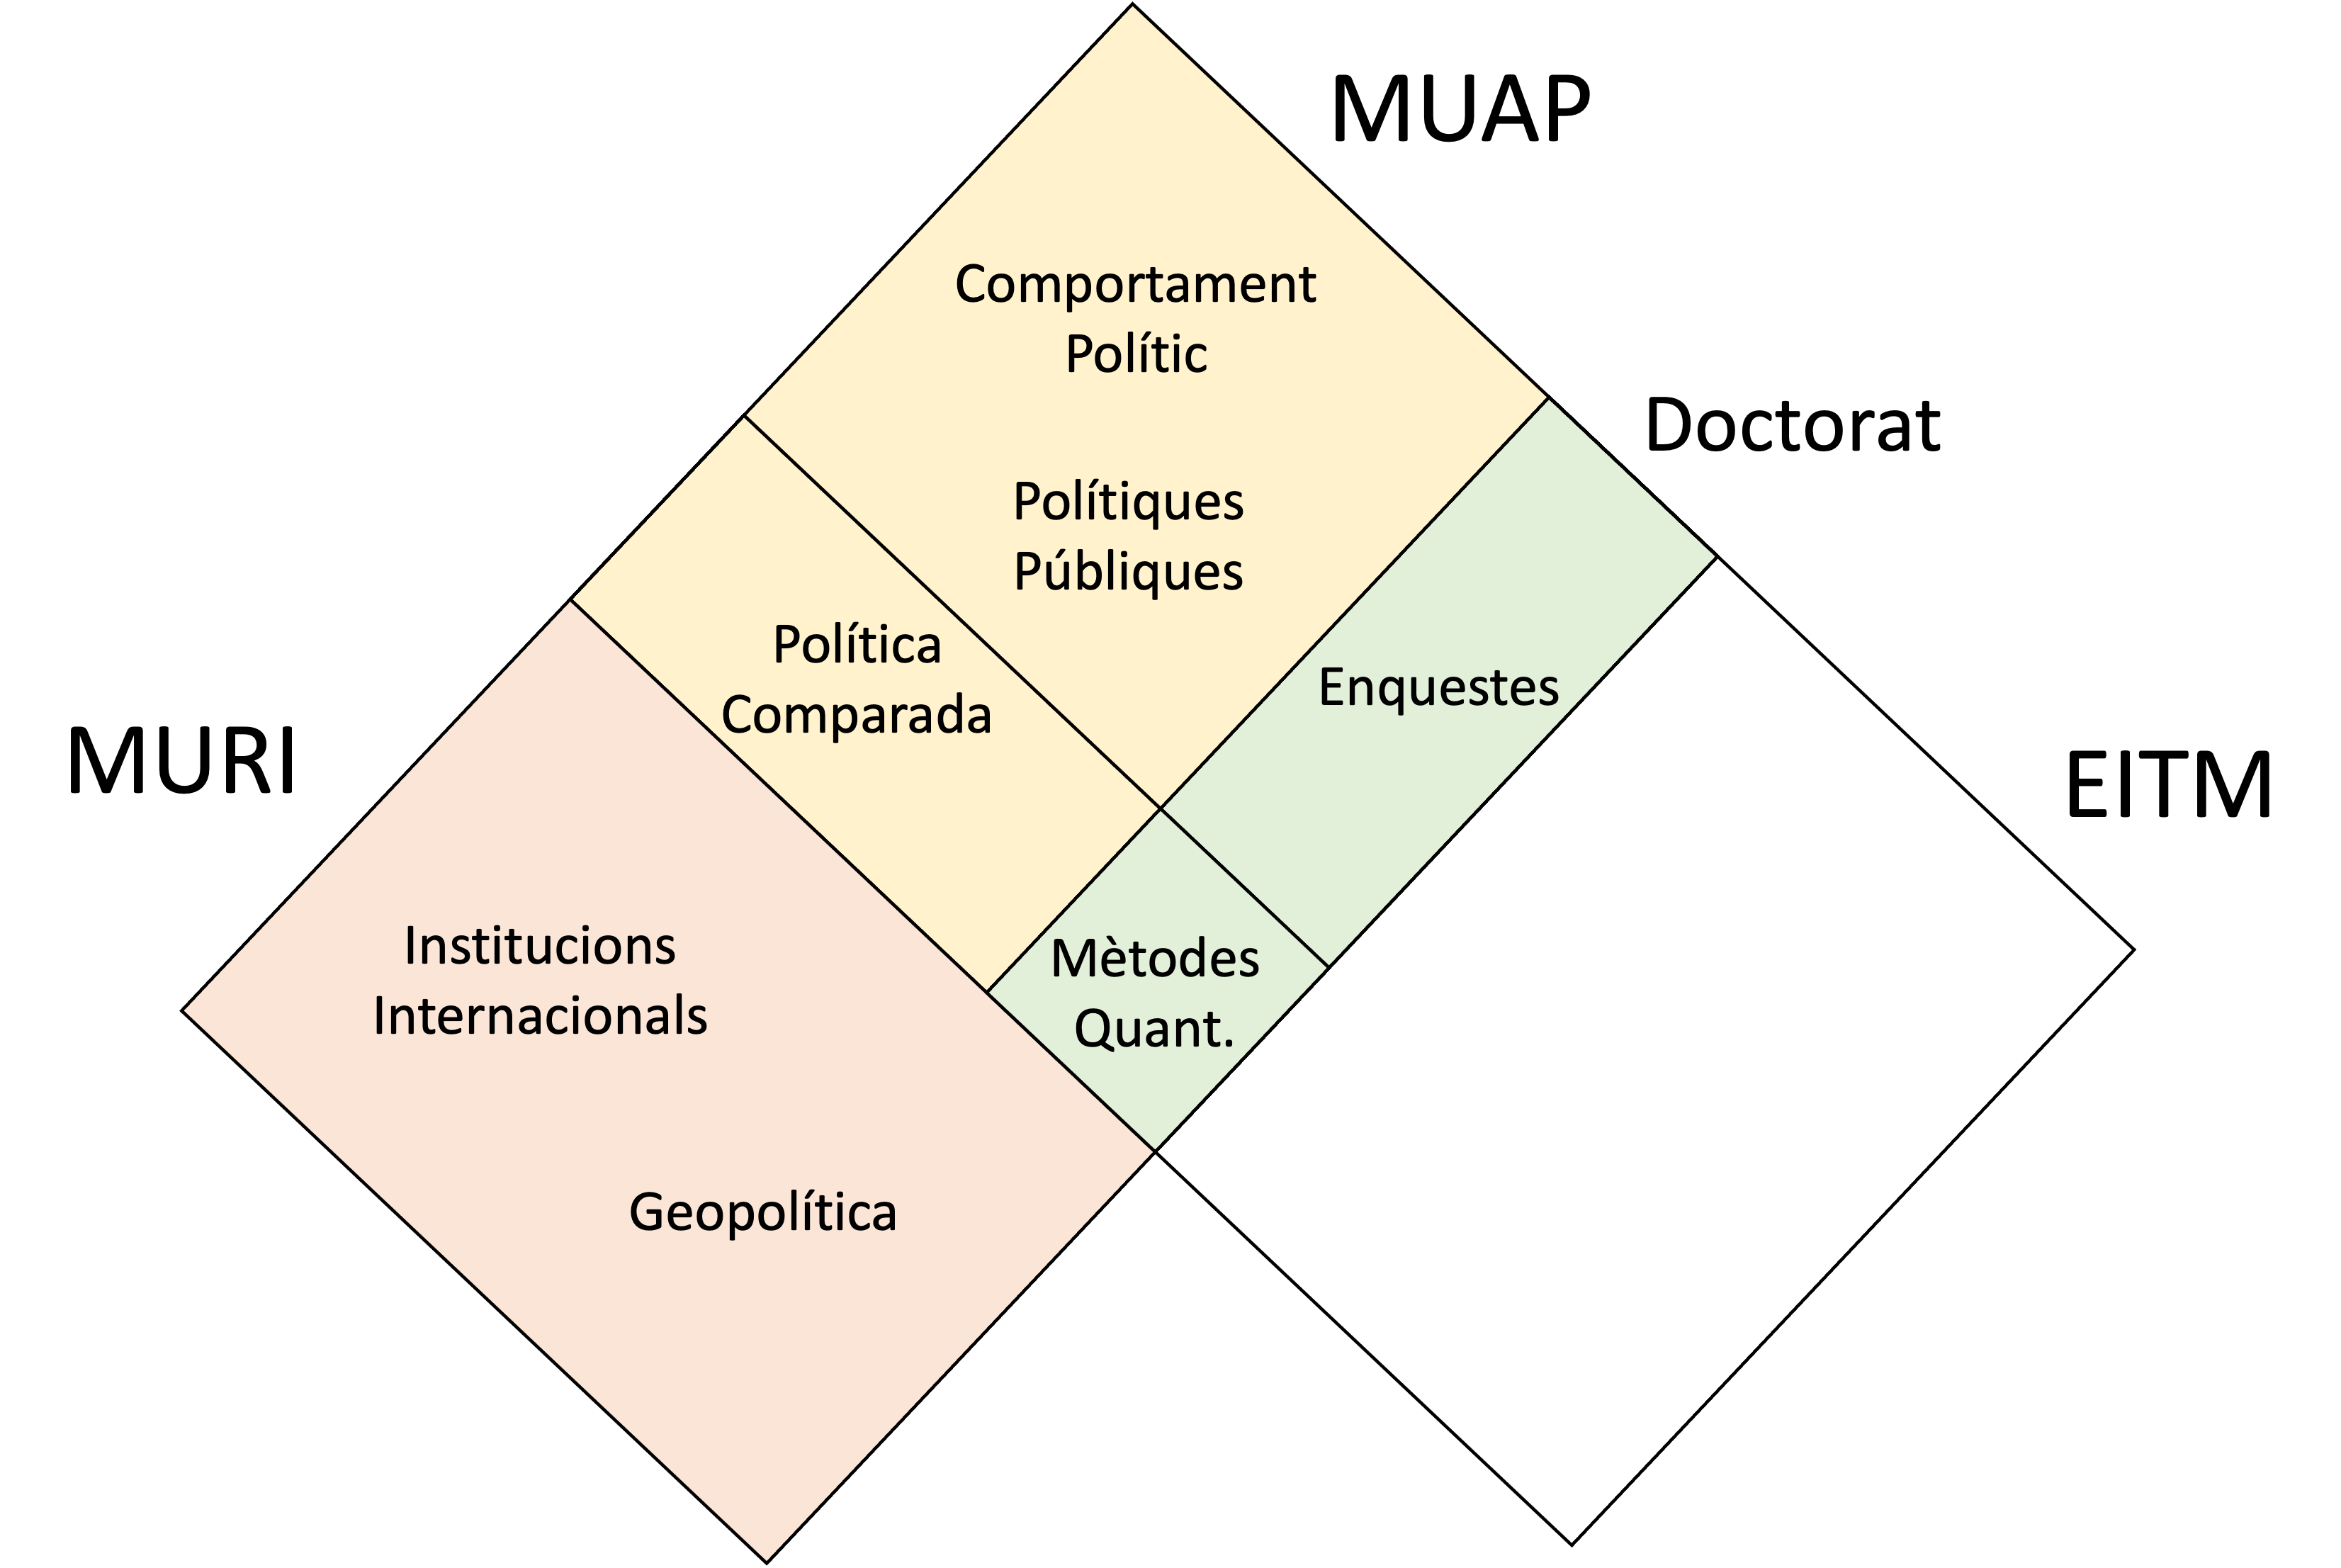 MUAP
Comportament
Polític
Doctorat
Polítiques
Públiques
Política
Comparada
Enquestes
MURI
EITM
Institucions
Internacionals
Mètodes
Quant.
Geopolítica